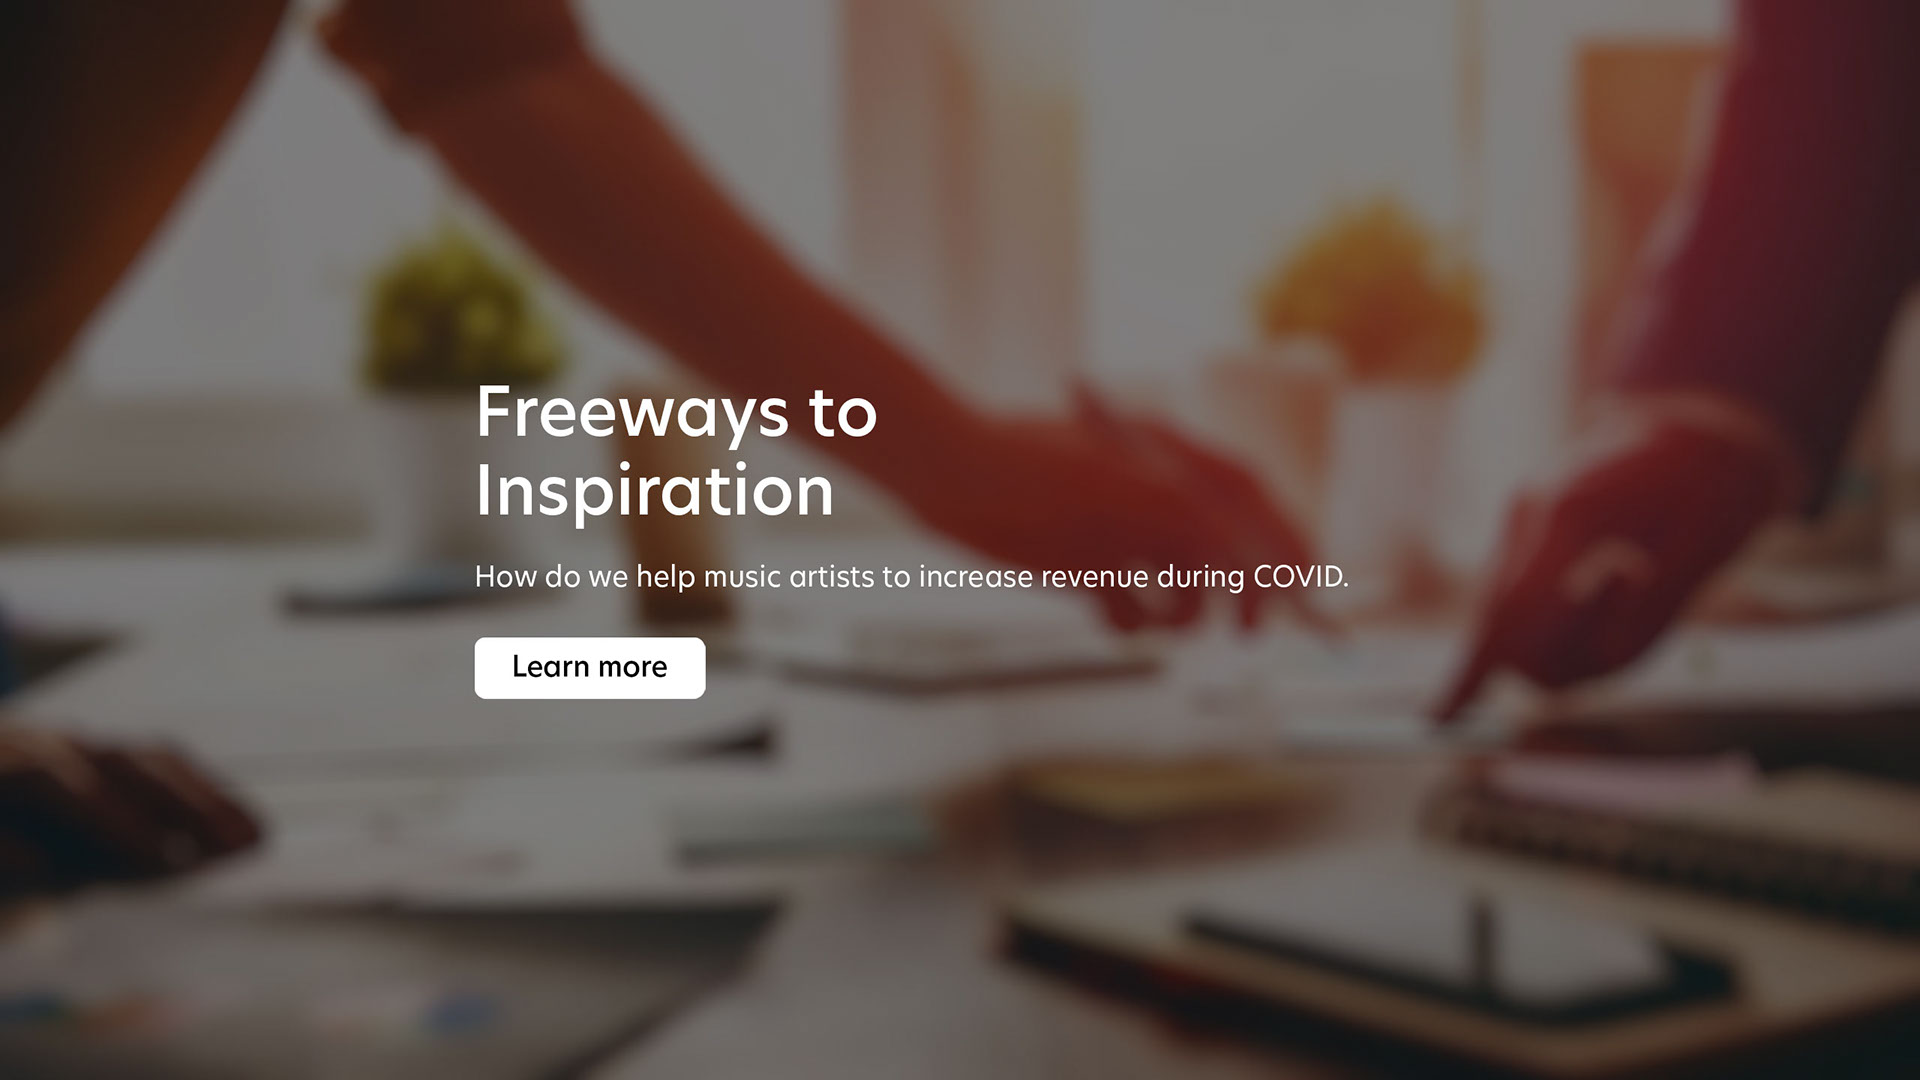 Freeways to
Inspiration
How do we help music artists to increase revenue during COVID.
Learn more